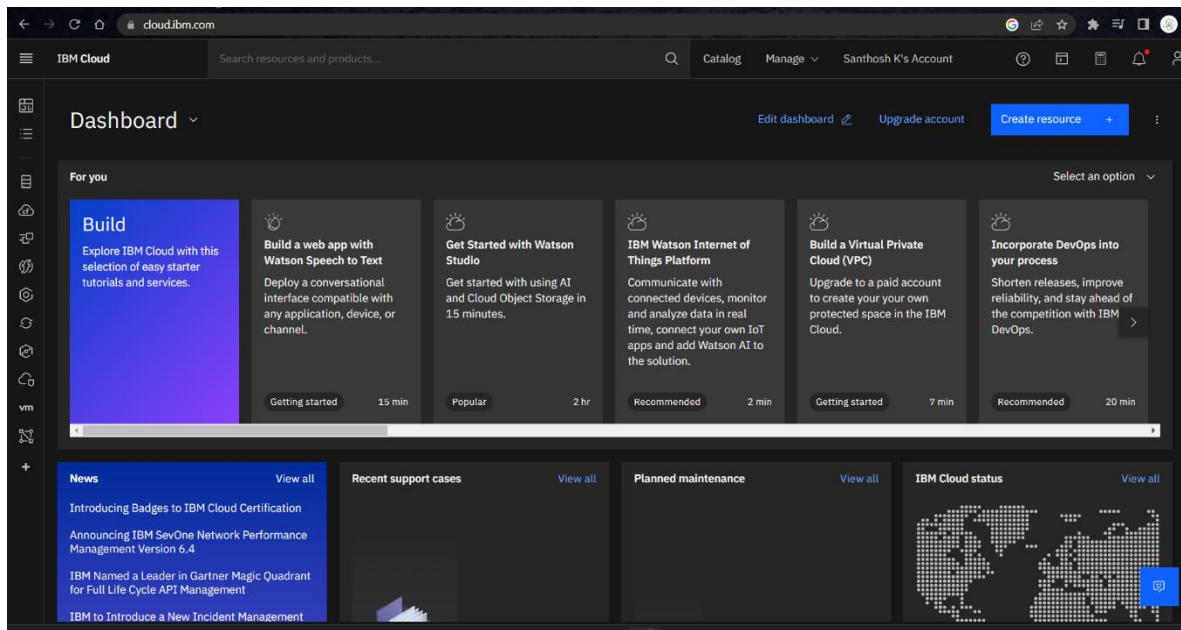 cloud.ibm.com
IBM Cloud
Search resources and products...
Catalog
Manage
Santhosh K's Account
Dashboard
Edit dashboard
Upgrade account
Create resource +
For you
Select an option
Build
Explore IBM Cloud with this
selection of easy starter
tutorials and services.
Build a web app with
Watson Speech to Text
Deploy a conversational
interface compatible with
any application, device, or
channel.
Getting started
15 min
Get Started with Watson
Studio
Get started with using AI
and Cloud Object Storage in
15 minutes.
Popular
2 hr
IBM Watson Internet of
Things Platform
Communicate with
connected devices, monitor
and analyze data in real
time, connect your own IoT
apps and add Watson AI to
the solution.
Recommended
2 min
Build a Virtual Private
Cloud (VPC)
Upgrade to a paid account
to create your your own
protected space in the IBM
Cloud.
Getting started
7 min
Incorporate DevOps into
your process
Shorten releases, improve
reliability, and stay ahead of
the competition with IBM
DevOps.
Recommended
20 min
vm
News
View all
Introducing Badges to IBM Cloud Certification
Announcing IBM SevOne Network Performance
Management Version 6.4
IBM Named a Leader in Gartner Magic Quadrant
for Full Life Cycle API Management
IBM to Introduce a New Incident Management
Recent support cases
View all
Planned maintenance
View all
IBM Cloud status
View all